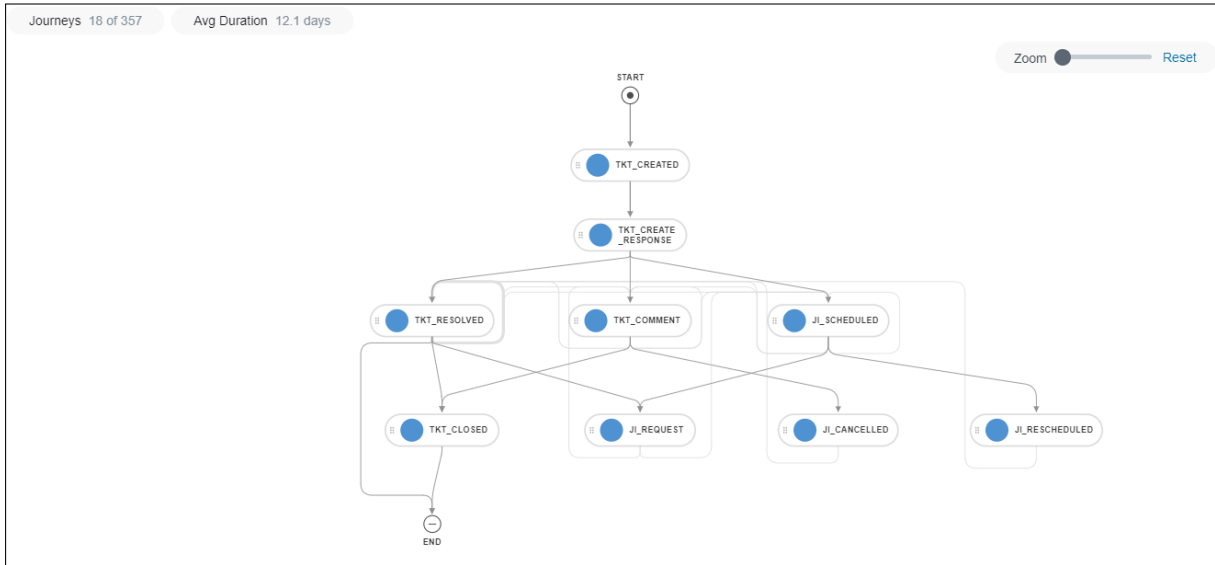 Journeys 18 of 357 Avg Duration 12.1 days
Zoom Reset
START
TKT_CREATED
TKT_CREATE
_RESPONSE
TKT_RESOLVED TKT_COMMENT JI_SCHEDULED
TKT_CLOSED JI_REQUEST JI_CANCELLED JI_RESCHEDULED
END